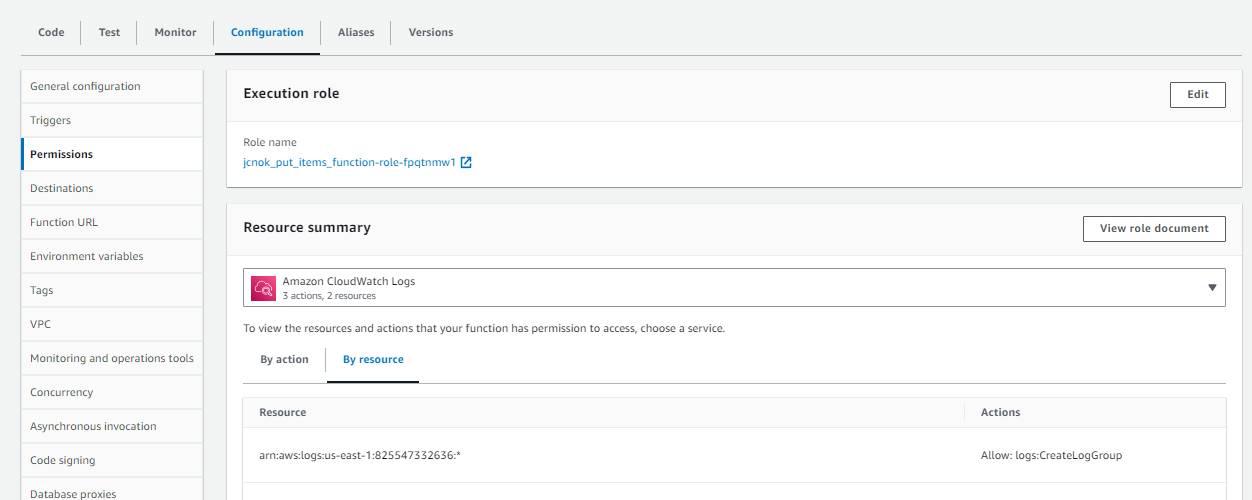 Code Test Monitor Configuration Aliases Versions
General configuration
Triggers
Permissions
Destinations
Function URL
Environment variables
Tags
VPC
Monitoring and operations tools
Concurrency
Asynchronous invocation
Code signing
Database proxies
Execution role
Edit
Role name
jcnok_put_items_function-role-fpqtnmw1
Resource summary
View role document
Amazon CloudWatch Logs
3 actions, 2 resources
To view the resources and actions that your function has permission to access, choose a service.
By action By resource
Resource Actions
arn:aws:logs:us-east-1:825547332636:* Allow: logs:CreateLogGroup